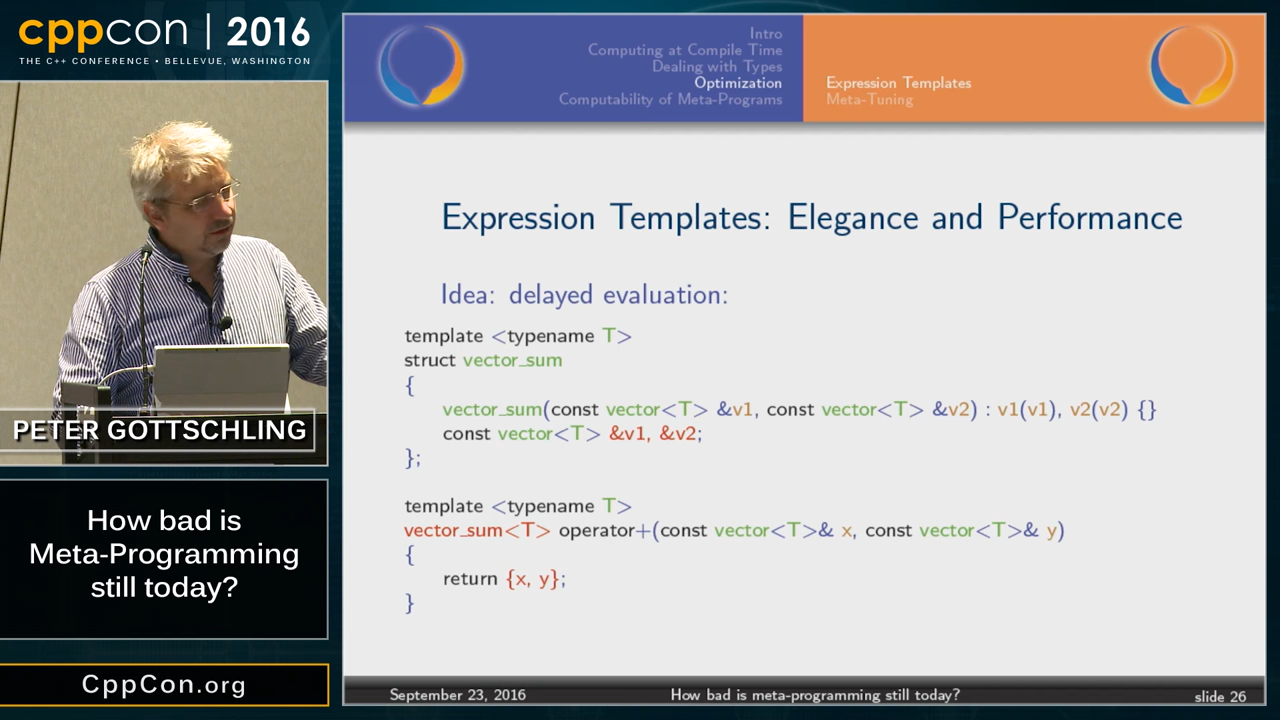 cppcon | 2016
THE C++ CONFERENCE • BELLEVUE, WASHINGTON
PETER GOTTSCHLING
How bad is
Meta-Programming
still today?
CppCon.org
Intro
Computing at Compile Time
Dealing with Types
Optimization
Computability of Meta-Programs
Expression Templates
Meta-Tuning
Expression Templates: Elegance and Performance
Idea: delayed evaluation:
template <typename T>
struct vector_sum
{
vector_sum(const vector<T> &v1, const vector<T> &v2) : v1(v1), v2(v2) {}
const vector<T> &v1, &v2;
};
template <typename T>
vector_sum<T> operator+(const vector<T>& x, const vector<T>& y)
{
return {x, y};
}
September 23, 2016
How bad is meta-programming still today?
slide 26